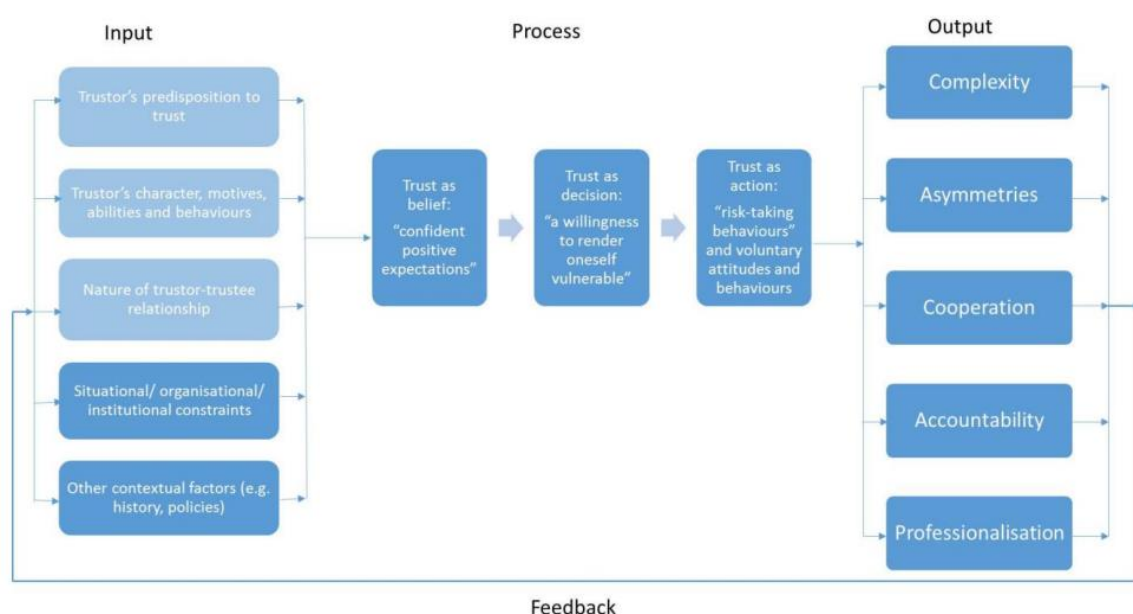 Input
Process
Output
Trustor's predisposition to
trust
Trustor's character, motives,
abilities and behaviours
Nature of trustor-trustee
relationship
Situational/ organisational/
institutional constraints
Other contextual factors (e.g.
history, policies)
Trust as
belief:
“confident
positive
expectations”
Trust as
decision:
“a willingness
to render
oneself
vulnerable”
Trust as
action:
“risk-taking
behaviours”
and voluntary
attitudes and
behaviours
Complexity
Asymmetries
Cooperation
Accountability
Professionalisation
Feedback